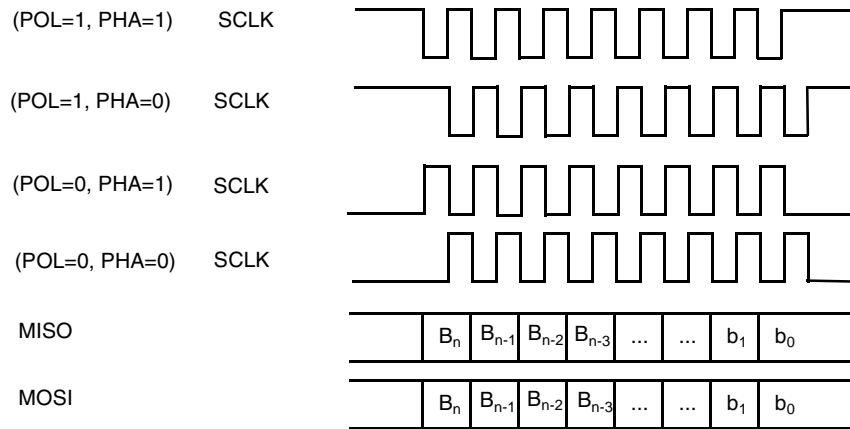 (POL=1, PHA=1) SCLK
(POL=1, PHA=0) SCLK
(POL=0, PHA=1) SCLK
(POL=0, PHA=0) SCLK
MISO Bₙ Bₙ₋₁ Bₙ₋₂ Bₙ₋₃ ... ... b₁ b₀
MOSI Bₙ Bₙ₋₁ Bₙ₋₂ Bₙ₋₃ ... ... b₁ b₀